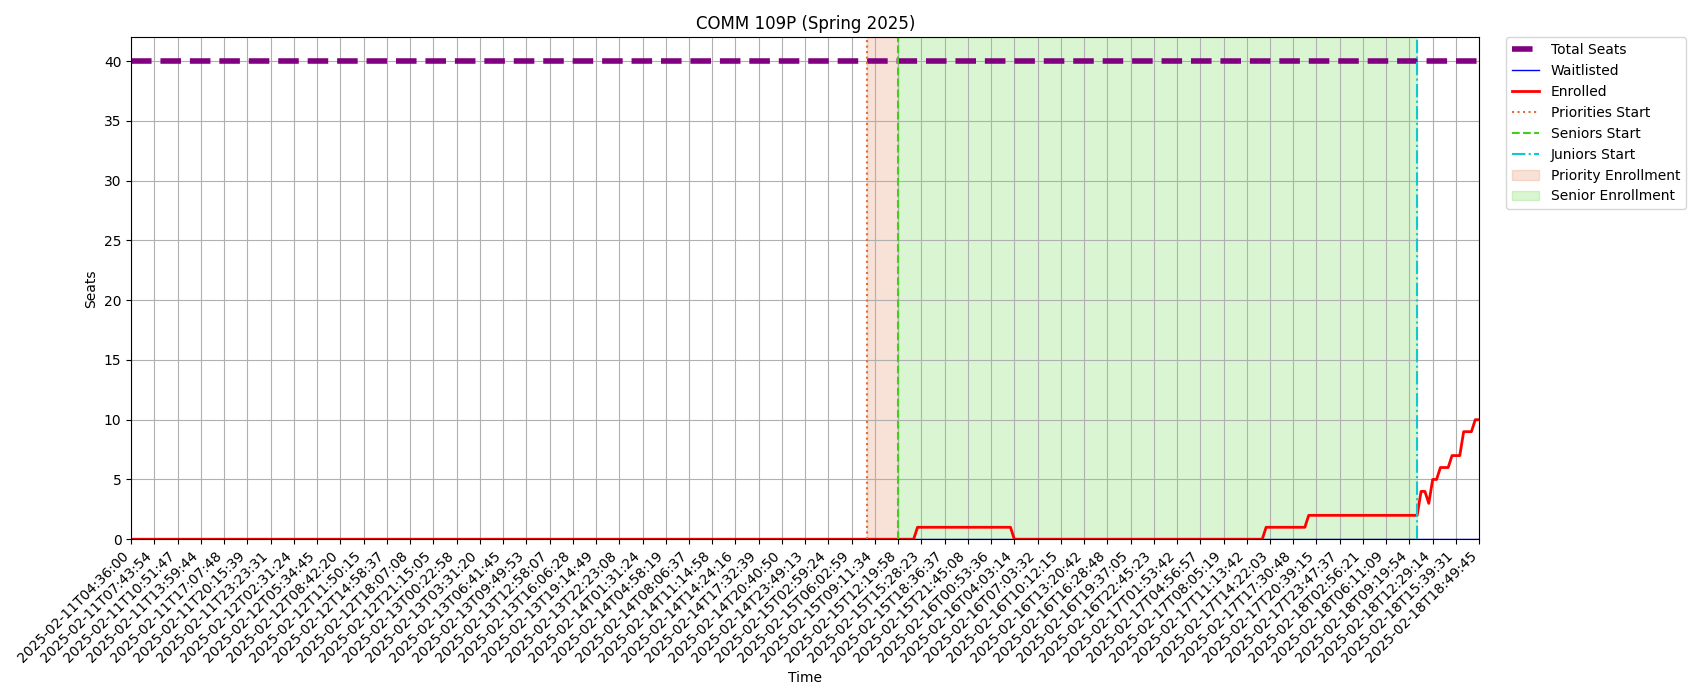 COMM 109P (Spring 2025)
Seats
40
35
30
25
20
15
10
5
0
2025-02-11T04:36:00
2025-02-11T07:43:54
2025-02-11T10:51:47
2025-02-11T13:59:44
2025-02-11T17:07:48
2025-02-11T20:15:39
2025-02-11T23:23:31
2025-02-12T02:31:24
2025-02-12T05:34:45
2025-02-12T08:42:20
2025-02-12T11:50:15
2025-02-12T14:58:37
2025-02-12T18:07:08
2025-02-12T21:15:05
2025-02-13T00:22:58
2025-02-13T03:31:20
2025-02-13T06:41:45
2025-02-13T09:49:53
2025-02-13T12:58:07
2025-02-13T16:06:28
2025-02-13T19:14:49
2025-02-13T22:23:08
2025-02-14T01:31:24
2025-02-14T04:58:19
2025-02-14T08:06:37
2025-02-14T11:14:58
2025-02-14T14:24:16
2025-02-14T17:32:39
2025-02-14T20:40:50
2025-02-14T23:49:13
2025-02-15T02:59:24
2025-02-15T06:02:59
2025-02-15T09:11:34
2025-02-15T12:19:58
2025-02-15T15:28:23
2025-02-15T18:36:37
2025-02-15T21:45:08
2025-02-16T00:53:36
2025-02-16T04:03:14
2025-02-16T07:03:32
2025-02-16T10:12:15
2025-02-16T13:20:42
2025-02-16T16:28:48
2025-02-16T19:37:05
2025-02-16T22:45:23
2025-02-17T01:53:42
2025-02-17T04:56:57
2025-02-17T08:05:19
2025-02-17T11:13:42
2025-02-17T14:22:03
2025-02-17T17:30:48
2025-02-17T20:39:15
2025-02-17T23:47:37
2025-02-18T02:56:21
2025-02-18T06:11:09
2025-02-18T09:19:54
2025-02-18T12:29:14
2025-02-18T15:39:31
2025-02-18T18:49:45
Time
Total Seats
Waitlisted
Enrolled
Priorities Start
Seniors Start
Juniors Start
Priority Enrollment
Senior Enrollment